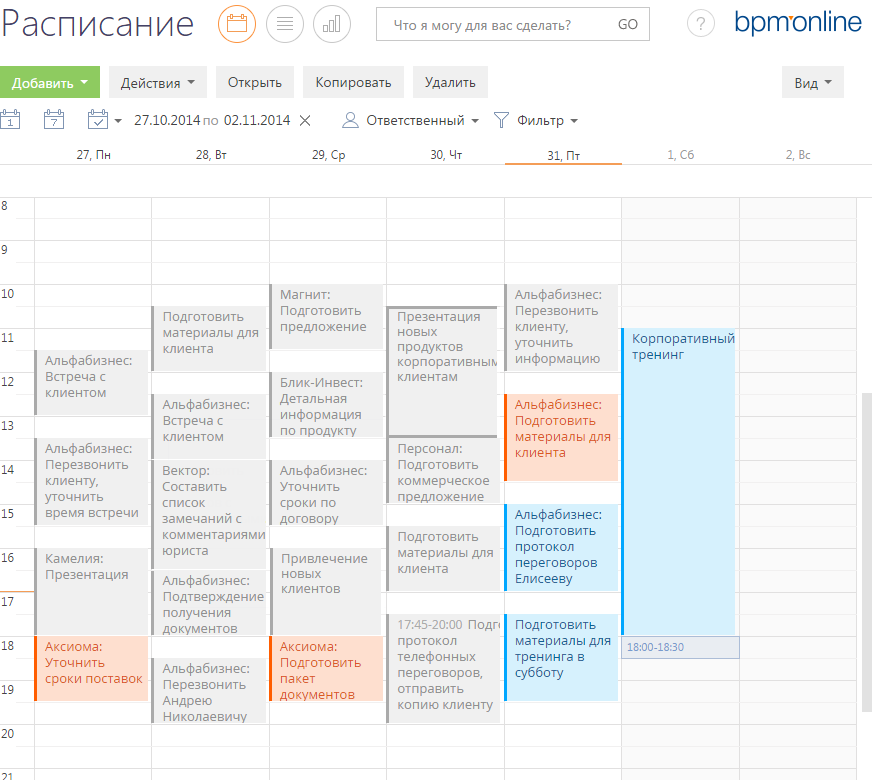 Расписание
Что я могу для вас сделать? GO
?
bpmonline
Добавить
Действия
Открыть
Копировать
Удалить
Вид
1
7
27.10.2014 по 02.11.2014
Ответственный
Фильтр
27, Пн
28, Вт
29, Ср
30, Чт
31, Пт
1, Сб
2, Вс
8
9
10
11
12
13
14
15
16
17
18
19
20
21
Альфабизнес:
Встреча с
клиентом
Альфабизнес:
Перезвонить
клиенту,
уточнить
время встречи
Камелия:
Презентация
Аксиома:
Уточнить
сроки поставок
Подготовить
материалы для
клиента
Альфабизнес:
Встреча с
клиентом
Вектор:
Составить
список
замечаний с
комментариями
юриста
Альфабизнес:
Подтверждение
получения
документов
Альфабизнес:
Перезвонить
Андрею
Николаевичу
Магнит:
Подготовить
предложение
Блик-Инвест:
Детальная
информация
по продукту
Альфабизнес:
Уточнить
сроки по
договору
Привлечение
новых
клиентов
Аксиома:
Подготовить
пакет
документов
Презентация
новых
продуктов
корпоративным
клиентам
Персонал:
Подготовить
коммерческое
предложение
Подготовить
материалы для
клиента
17:45-20:00 Подг
протокол
телефонных
переговоров,
отправить
копию клиенту
Альфабизнес:
Перезвонить
клиенту,
уточнить
информацию
Альфабизнес:
Подготовить
материалы для
клиента
Альфабизнес:
Подготовить
протокол
переговоров
Елисееву
Подготовить
материалы для
тренинга в
субботу
Корпоративный
тренинг
18:00-18:30